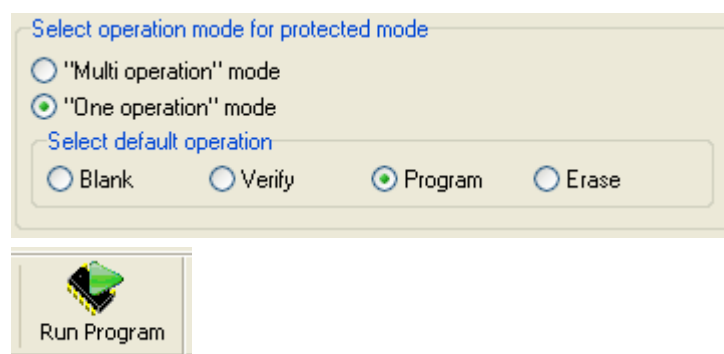 Select operation mode for protected mode
"Multi operation" mode
"One operation" mode
Select default operation
Blank Verify Program Erase
Run Program